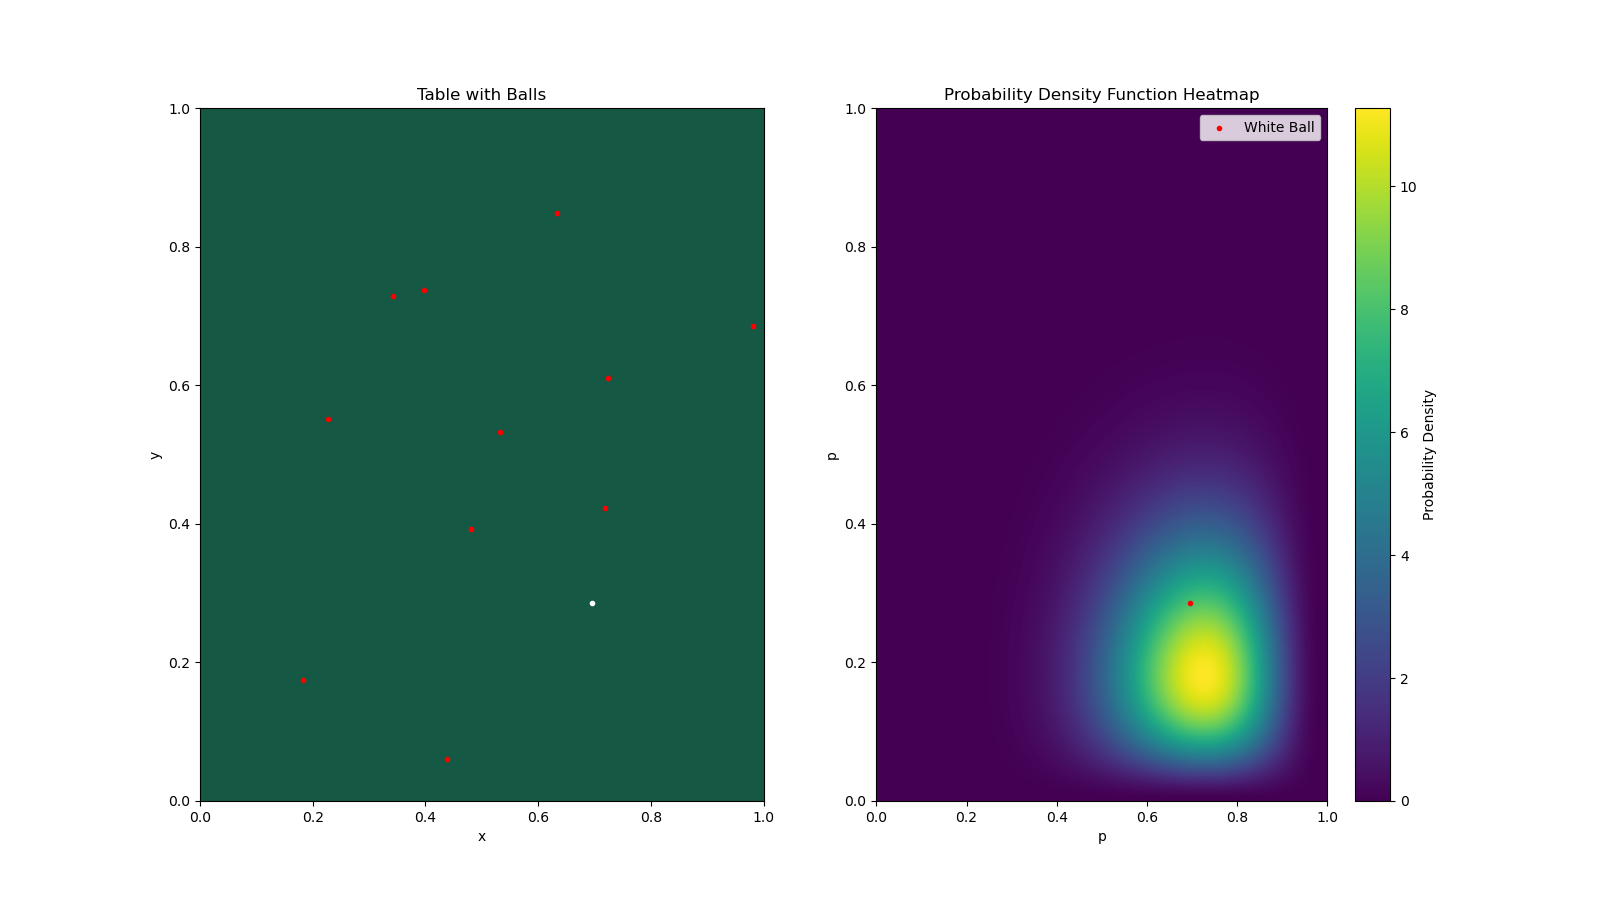 Table with Balls
1.0
0.8
0.6
0.4
0.2
0.0
y
0.0 0.2 0.4 0.6 0.8 1.0
x
Probability Density Function Heatmap
White Ball
1.0
0.8
0.6
0.4
0.2
0.0
p
0.0 0.2 0.4 0.6 0.8 1.0
p
10
8
6
4
2
0
Probability Density